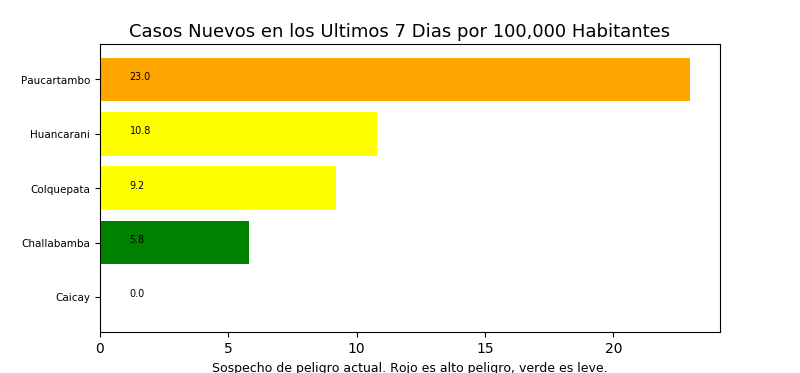 Casos Nuevos en los Ultimos 7 Dias por 100,000 Habitantes
Paucartambo 23.0
Huancarani 10.8
Colquepata 9.2
Challabamba 5.8
Caicay 0.0
0 5 10 15 20
Sospecho de peligro actual. Rojo es alto peligro, verde es leve.